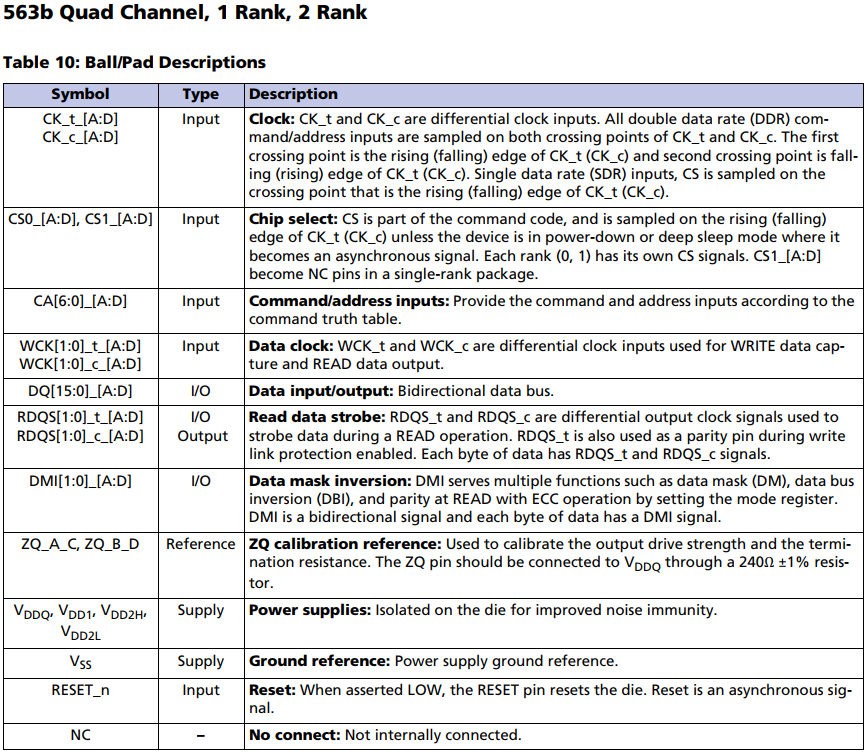 563b Quad Channel, 1 Rank, 2 Rank
Table 10: Ball/Pad Descriptions
Symbol Type Description
CK_t_[A:D] Input Clock: CK_t and CK_c are differential clock inputs. All double data rate (DDR) com-
CK_c_[A:D] mand/address inputs are sampled on both crossing points of CK_t and CK_c. The first
crossing point is the rising (falling) edge of CK_t (CK_c) and second crossing point is fall-
ing (rising) edge of CK_t (CK_c). Single data rate (SDR) inputs, CS is sampled on the
crossing point that is the rising (falling) edge of CK_t (CK_c).
CS0_[A:D], CS1_[A:D] Input Chip select: CS is part of the command code, and is sampled on the rising (falling)
edge of CK_t (CK_c) unless the device is in power-down or deep sleep mode where it
becomes an asynchronous signal. Each rank (0, 1) has its own CS signals. CS1_[A:D]
become NC pins in a single-rank package.
CA[6:0]_[A:D] Input Command/address inputs: Provide the command and address inputs according to the
command truth table.
WCK[1:0]_t_[A:D] Input Data clock: WCK_t and WCK_c are differential clock inputs used for WRITE data cap-
WCK[1:0]_c_[A:D] ture and READ data output.
DQ[15:0]_[A:D] I/O Data input/output: Bidirectional data bus.
RDQS[1:0]_t_[A:D] I/O Read data strobe: RDQS_t and RDQS_c are differential output clock signals used to
RDQS[1:0]_c_[A:D] Output strobe data during a READ operation. RDQS_t is also used as a parity pin during write
link protection enabled. Each byte of data has RDQS_t and RDQS_c signals.
DMI[1:0]_[A:D] I/O Data mask inversion: DMI serves multiple functions such as data mask (DM), data bus
inversion (DBI), and parity at READ with ECC operation by setting the mode register.
DMI is a bidirectional signal and each byte of data has a DMI signal.
ZQ_A_C, ZQ_B_D Reference ZQ calibration reference: Used to calibrate the output drive strength and the termi-
nation resistance. The ZQ pin should be connected to VDDQ through a 240Ω ±1% resis-
tor.
VDDQ, VDD1, VDD2H, Supply Power supplies: Isolated on the die for improved noise immunity.
VDD2L
VSS Supply Ground reference: Power supply ground reference.
RESET_n Input Reset: When asserted LOW, the RESET pin resets the die. Reset is an asynchronous sig-
nal.
NC – No connect: Not internally connected.